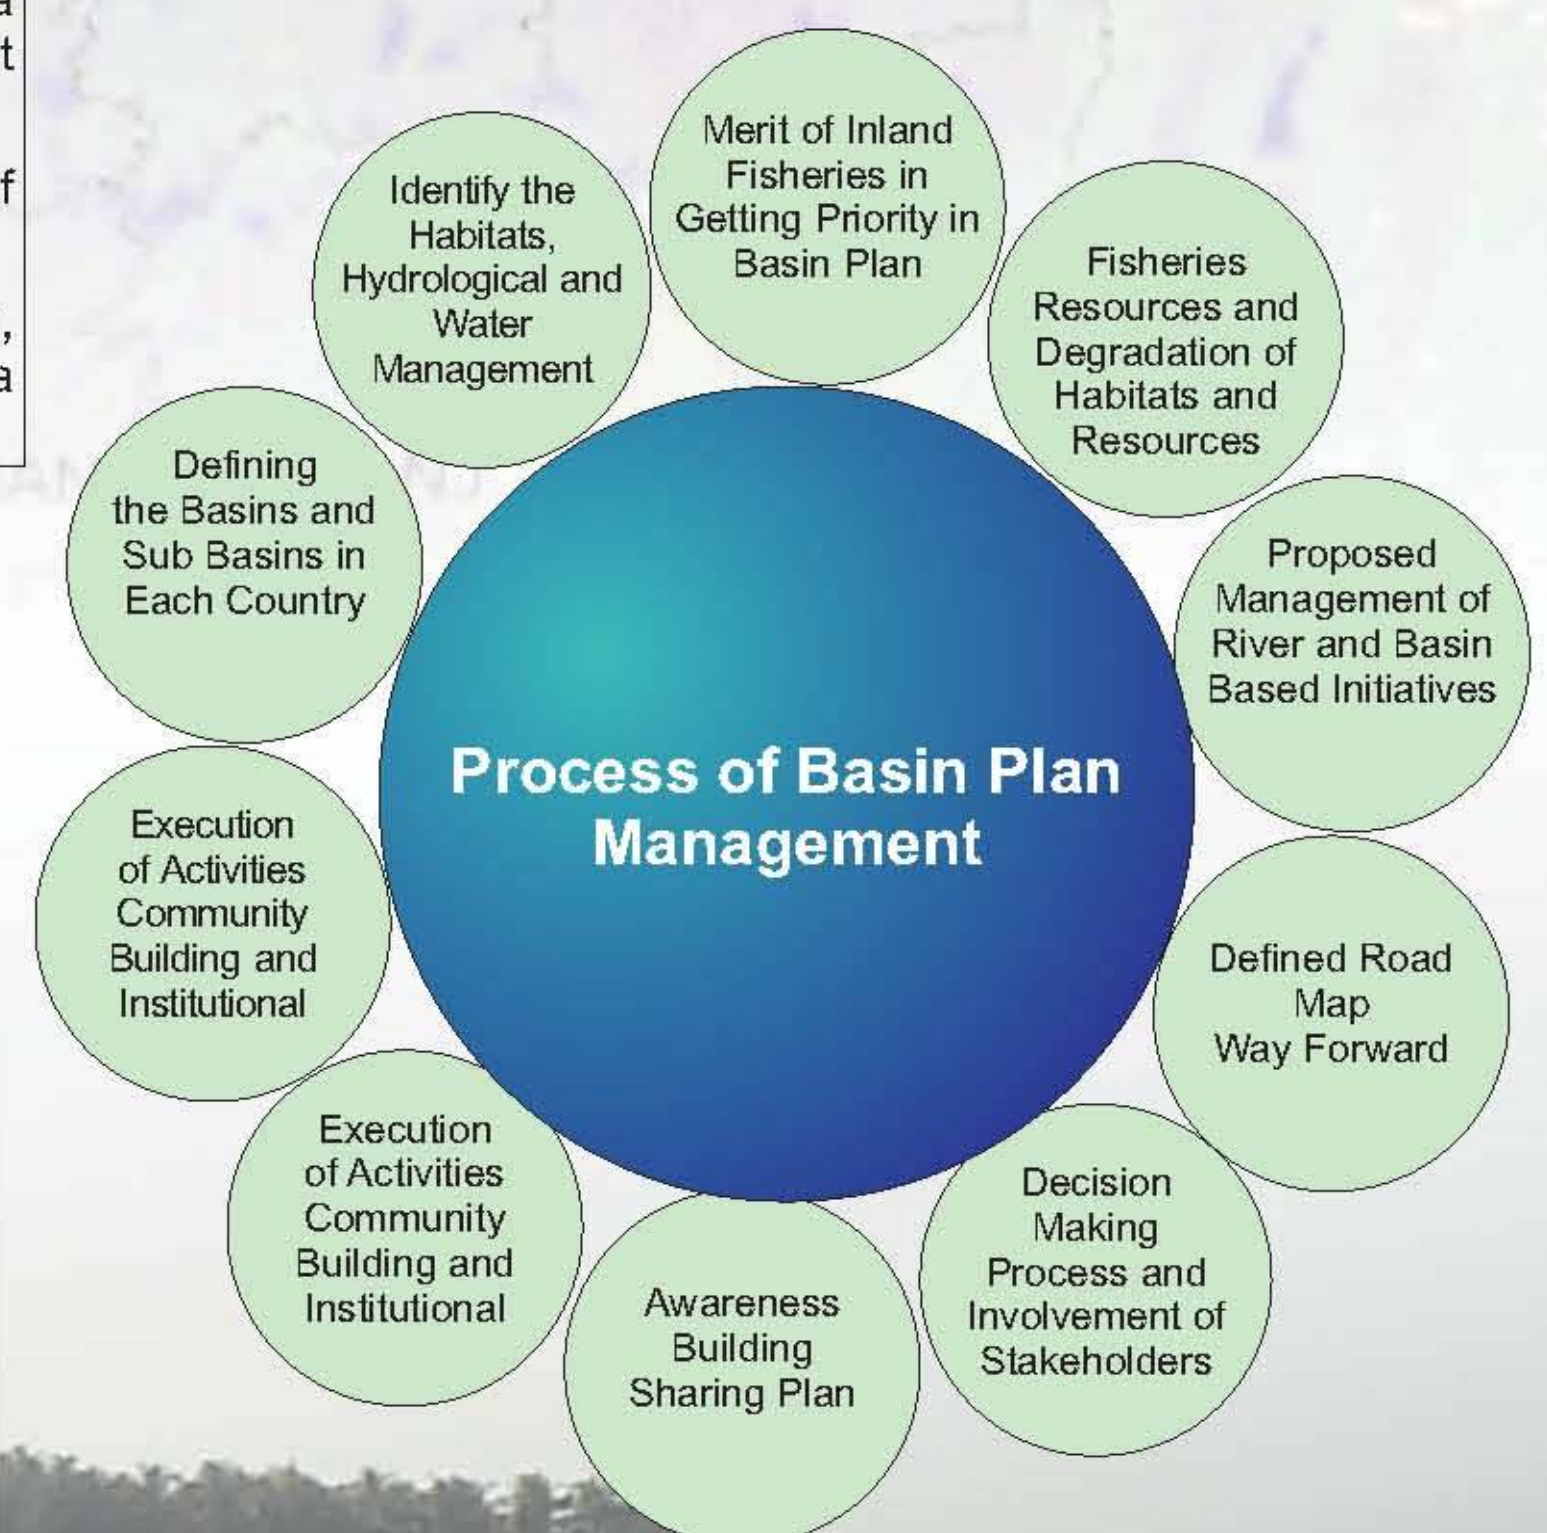 a
t
f
,
a
Merit of Inland
Fisheries in
Getting Priority in
Basin Plan
Fisheries
Resources and
Degradation of
Habitats and
Resources
Proposed
Management of
River and Basin
Based Initiatives
Defined Road
Map
Way Forward
Decision
Making
Process and
Involvement of
Stakeholders
Awareness
Building
Sharing Plan
Execution
of Activities
Community
Building and
Institutional
Execution
of Activities
Community
Building and
Institutional
Defining
the Basins and
Sub Basins in
Each Country
Identify the
Habitats,
Hydrological and
Water
Management
Process of Basin Plan
Management